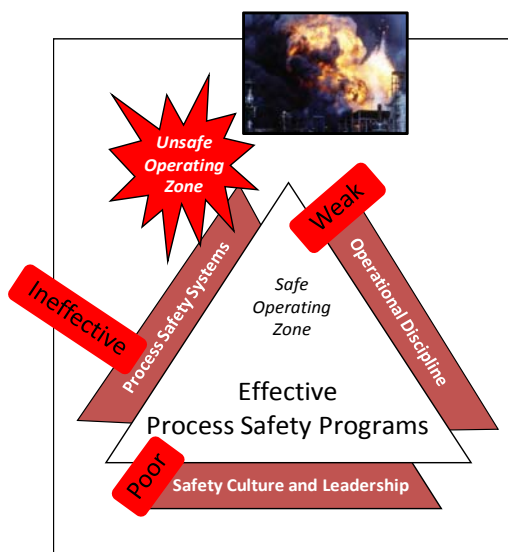 Unsafe
Operating
Zone
Weak
Ineffective
Process Safety Systems
Operational Discipline
Safe
Operating
Zone
Effective
Process Safety Programs
Poor
Safety Culture and Leadership